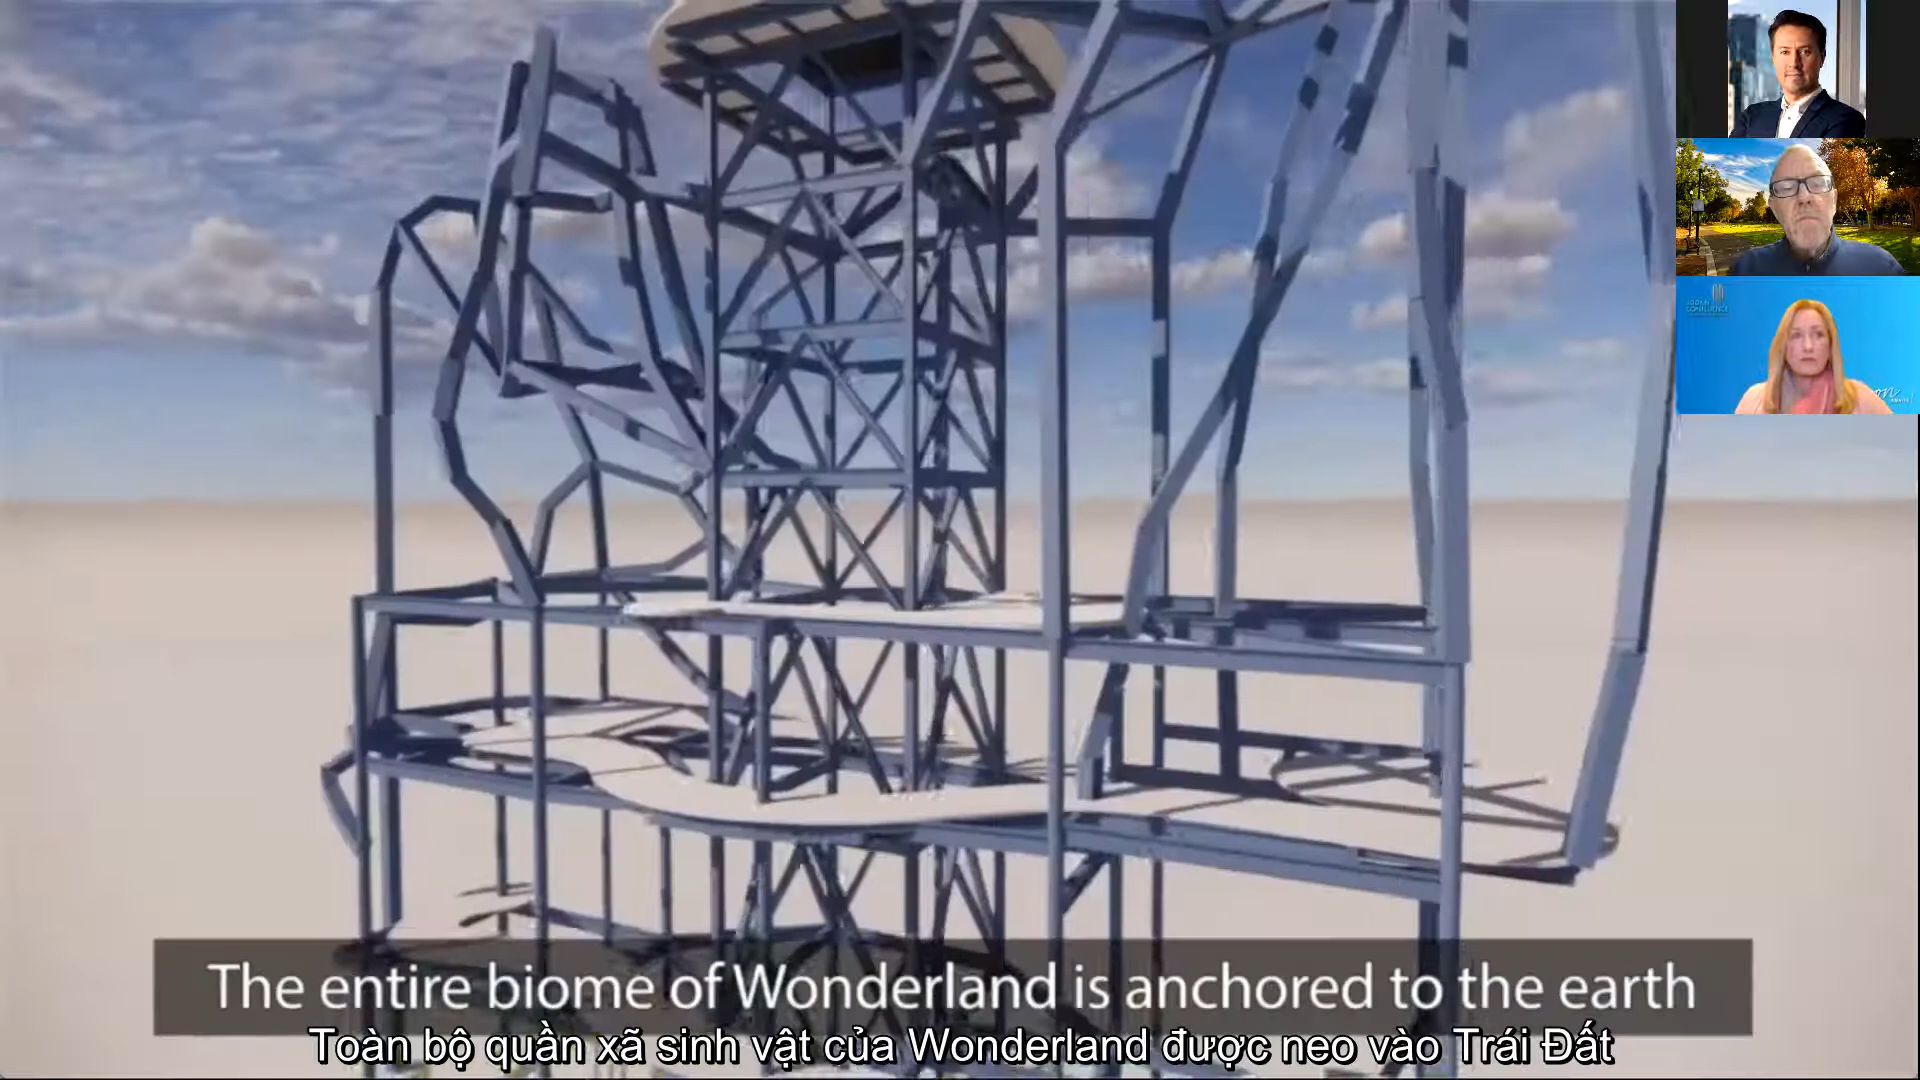 The entire biome of Wonderland is anchored to the earth
Toàn bộ quần xã sinh vật của Wonderland được neo vào Trái Đất